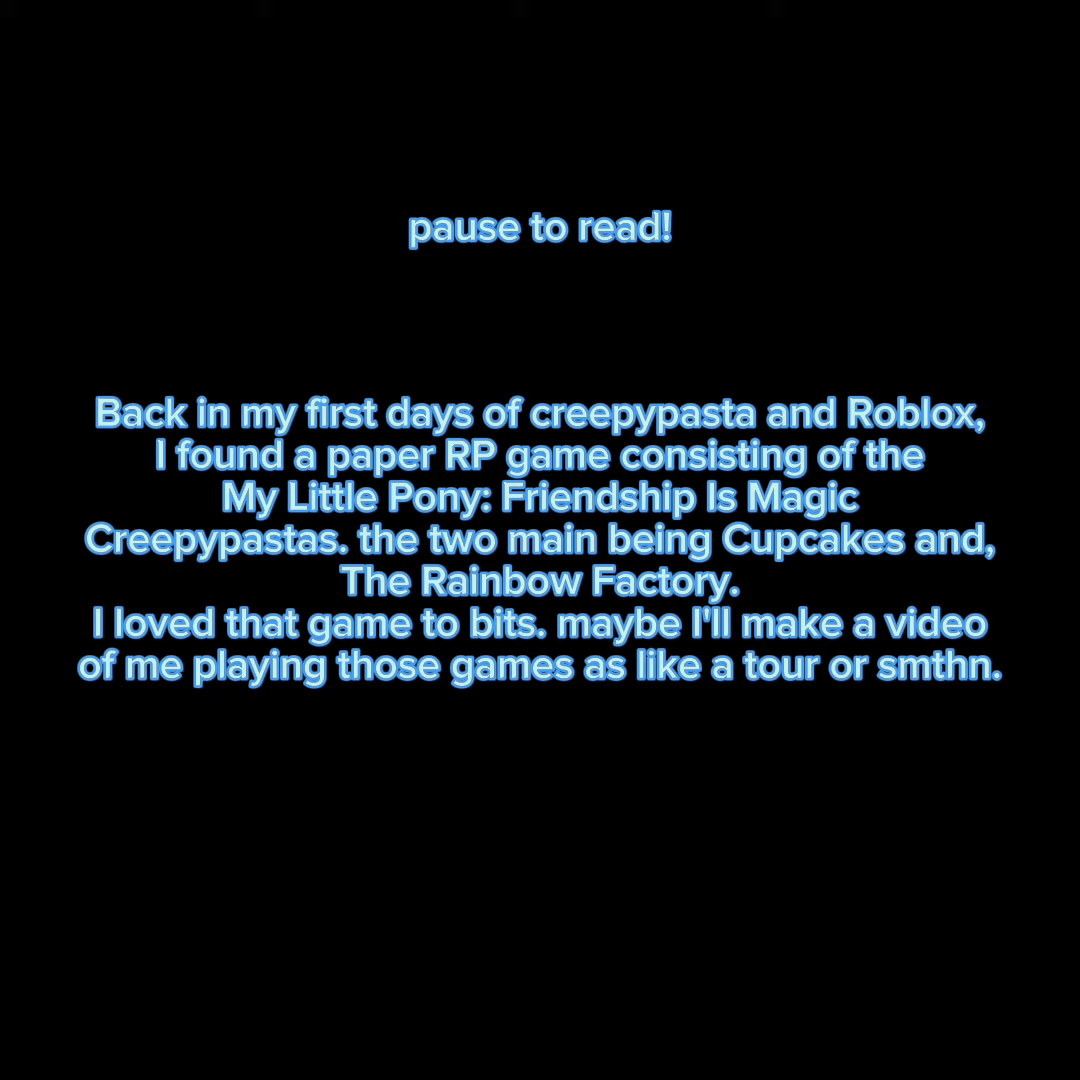 pause to read!
Back in my first days of creepypasta and Roblox,
I found a paper RP game consisting of the
My Little Pony: Friendship Is Magic
Creepypastas. the two main being Cupcakes and,
The Rainbow Factory.
I loved that game to bits. maybe I'll make a video
of me playing those games as like a tour or smthn.